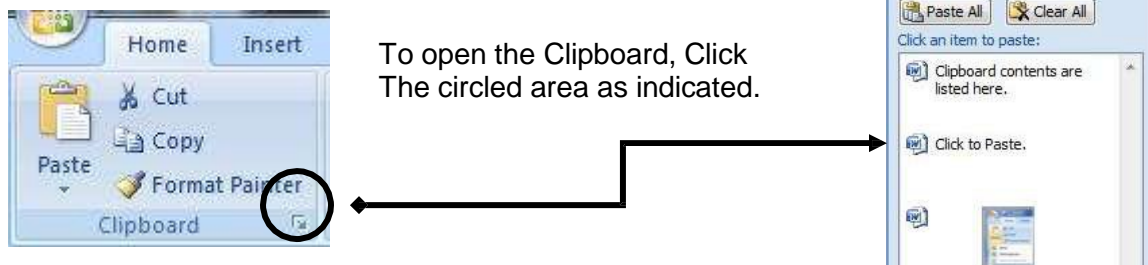 Home Insert
Cut
Copy
Paste
Format Painter
Clipboard
To open the Clipboard, Click
The circled area as indicated.
Paste All Clear All
Click an item to paste:
Clipboard contents are
listed here.
Click to Paste.